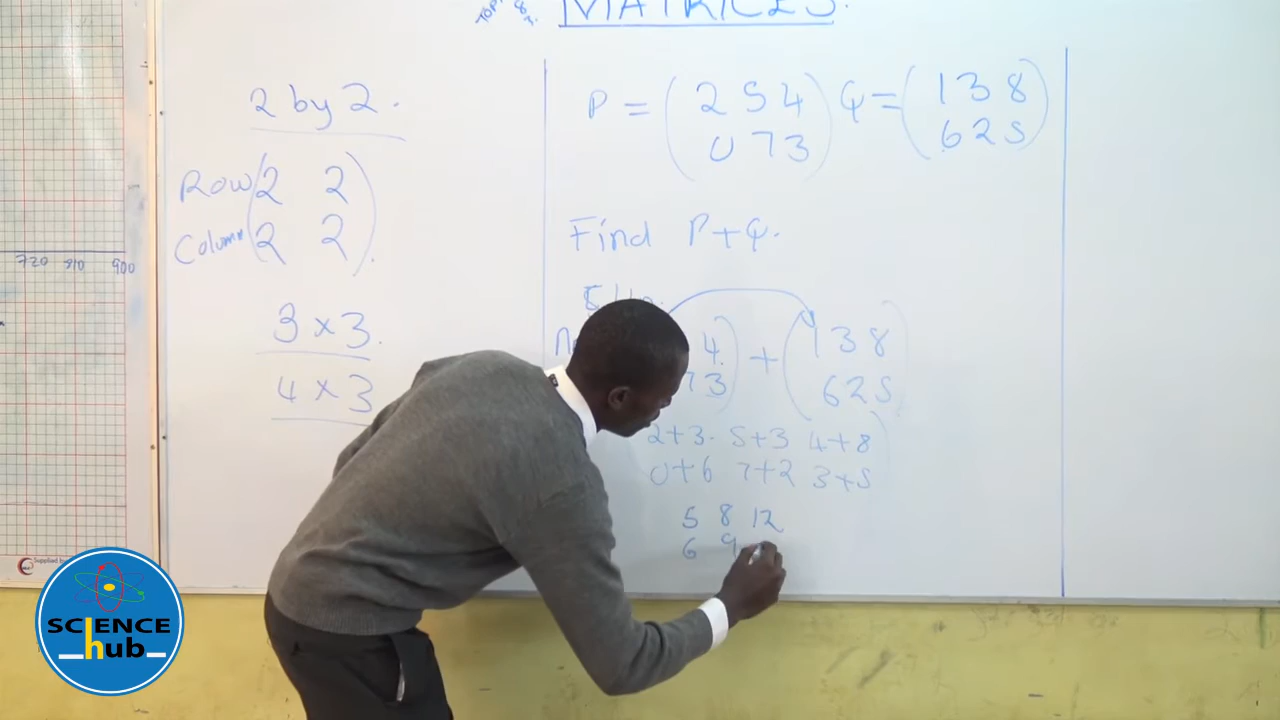 MATRICES.
2 by 2.
Row (2 2)
Column (2 2).
3 x 3.
4 x 3
P = (2 5 4) Q = (1 3 8)
(0 7 3) (6 2 5)
Find P+Q.
4) + (1 3 8)
7 3) (6 2 5)
2+3. 5+3 4+8
0+6 7+2 3+5
5 8 12
6 9
720 810 900
SCIENCE
hub